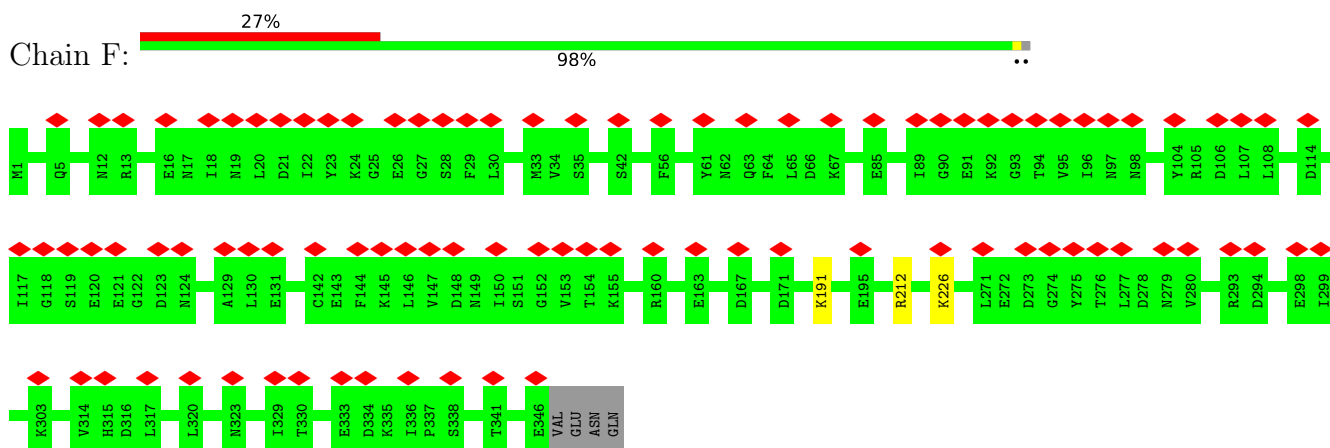 27%
Chain F:
98%
••
M1 Q5 N12 R13 E16 N17 I18 N19 L20 D21 I22 Y23 K24 G25 E26 G27 S28 F29 L30 M33 V34 S35 S42 F56 Y61 N62 Q63 F64 L65 D66 K67 E85 I89 G90 E91 K92 G93 T94 V95 I96 N97 N98 Y104 R105 D106 L107 L108 D114
I117 G118 S119 E120 E121 G122 D123 N124 A129 L130 E131 C142 E143 F144 K145 L146 V147 D148 N149 I150 S151 G152 V153 T154 K155 R160 E163 D167 D171 K191 E195 R212 K226 L271 E272 D273 G274 Y275 T276 L277 D278 N279 V280 R293 D294 E298 I299
K303 V314 H315 D316 L317 L320 N323 I329 T330 E333 D334 K335 I336 P337 S338 T341 E346 VAL GLU ASN GLN